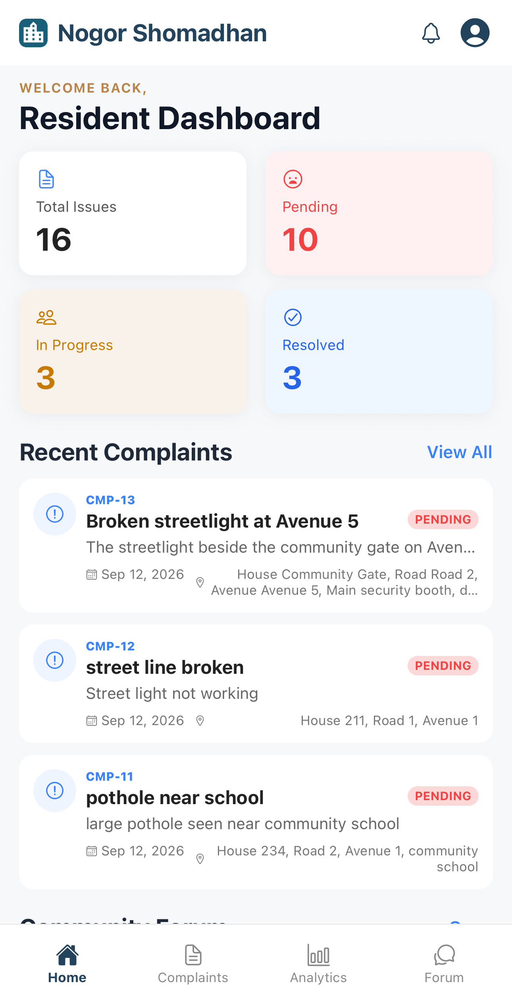 Nogor Shomadhan
WELCOME BACK,
Resident Dashboard
Total Issues
16
Pending
10
In Progress
3
Resolved
3
Recent Complaints
View All
CMP-13
Broken streetlight at Avenue 5
PENDING
The streetlight beside the community gate on Aven...
Sep 12, 2026
House Community Gate, Road Road 2,
Avenue Avenue 5, Main security booth, d...
CMP-12
street line broken
PENDING
Street light not working
Sep 12, 2026
House 211, Road 1, Avenue 1
CMP-11
pothole near school
PENDING
large pothole seen near community school
Sep 12, 2026
House 234, Road 2, Avenue 1, community
school
Community Forum
Home
Complaints
Analytics
Forum